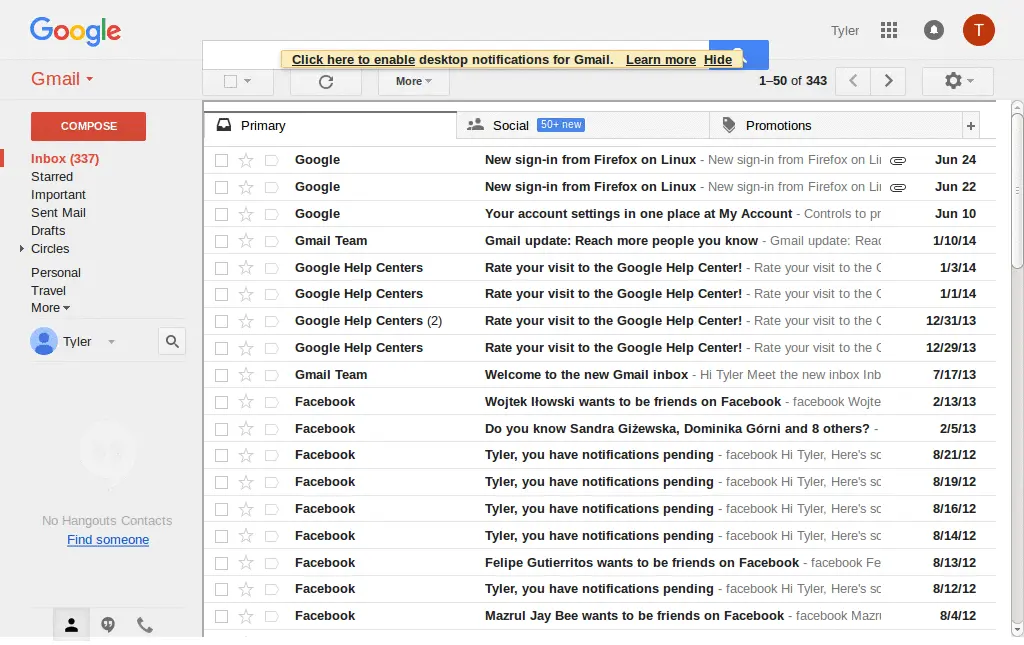 Google
Tyler
T
Click here to enable desktop notifications for Gmail. Learn more Hide
Gmail
More
1–50 of 343
COMPOSE
Primary
Social 50+ new
Promotions
+
Inbox (337)
Starred
Important
Sent Mail
Drafts
Circles
Personal
Travel
More
Tyler
No Hangouts Contacts
Find someone
Google New sign-in from Firefox on Linux - New sign-in from Firefox on Li Jun 24
Google New sign-in from Firefox on Linux - New sign-in from Firefox on Li Jun 22
Google Your account settings in one place at My Account - Controls to pr Jun 10
Gmail Team Gmail update: Reach more people you know - Gmail update: Reac 1/10/14
Google Help Centers Rate your visit to the Google Help Center! - Rate your visit to the G 1/3/14
Google Help Centers Rate your visit to the Google Help Center! - Rate your visit to the G 1/1/14
Google Help Centers (2) Rate your visit to the Google Help Center! - Rate your visit to the G 12/31/13
Google Help Centers Rate your visit to the Google Help Center! - Rate your visit to the G 12/29/13
Gmail Team Welcome to the new Gmail inbox - Hi Tyler Meet the new inbox Inb 7/17/13
Facebook Wojtek Iłowski wants to be friends on Facebook - facebook Wojte 2/13/13
Facebook Do you know Sandra Giżewska, Dominika Górni and 8 others? - 2/5/13
Facebook Tyler, you have notifications pending - facebook Hi Tyler, Here's sc 8/21/12
Facebook Tyler, you have notifications pending - facebook Hi Tyler, Here's sc 8/19/12
Facebook Tyler, you have notifications pending - facebook Hi Tyler, Here's sc 8/16/12
Facebook Tyler, you have notifications pending - facebook Hi Tyler, Here's sc 8/14/12
Facebook Felipe Gutierritos wants to be friends on Facebook - facebook Fe 8/13/12
Facebook Tyler, you have notifications pending - facebook Hi Tyler, Here's sc 8/12/12
Facebook Mazrul Jay Bee wants to be friends on Facebook - facebook Mazru 8/4/12